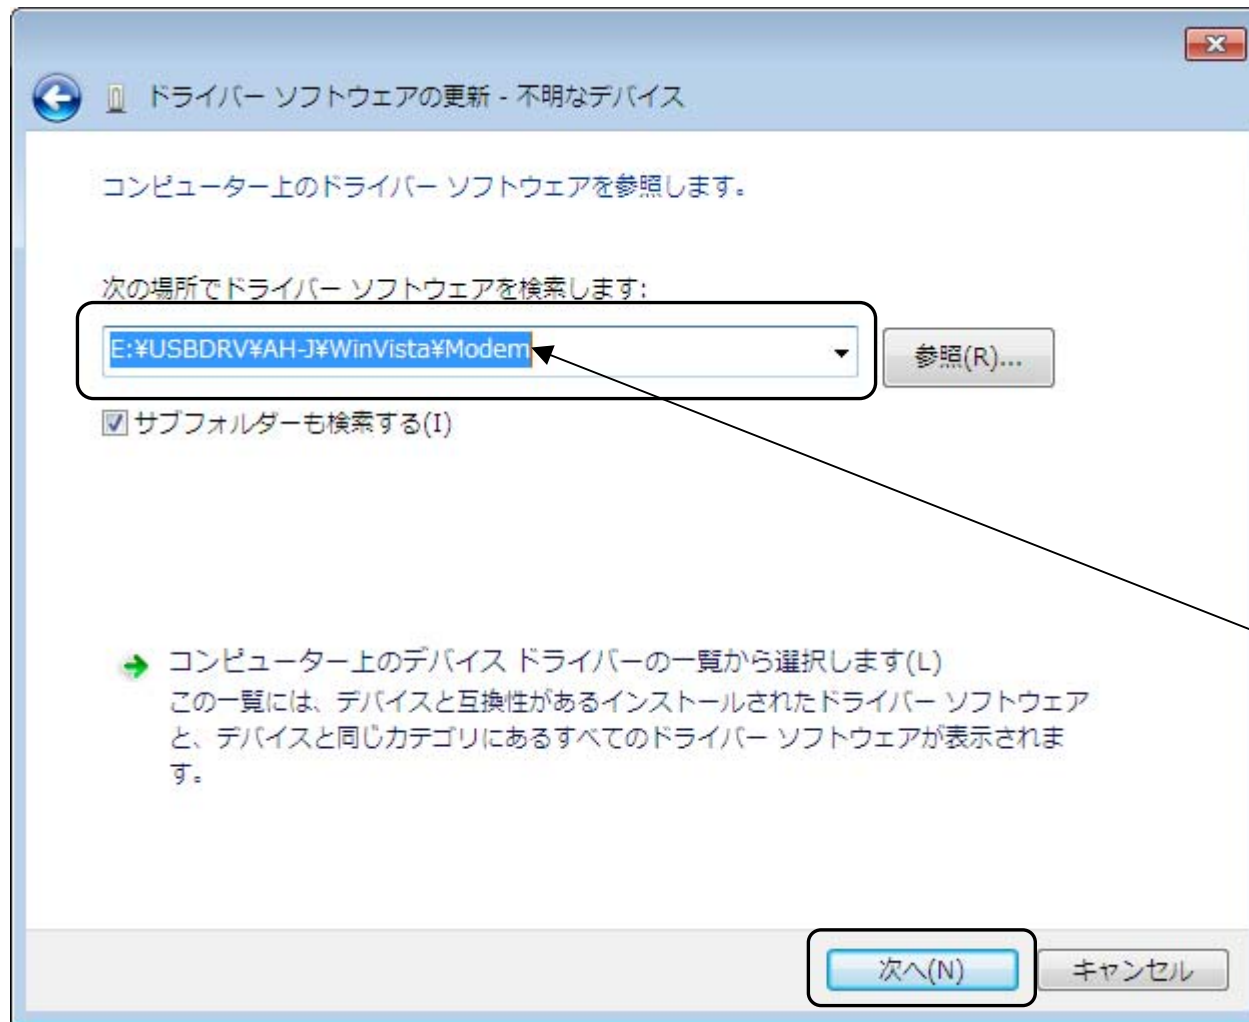 ドライバー ソフトウェアの更新 - 不明なデバイス
コンピューター上のドライバー ソフトウェアを参照します。
次の場所でドライバー ソフトウェアを検索します:
E:¥USBDRV¥AH-J¥WinVista¥Modem
参照(R)...
サブフォルダーも検索する(I)
コンピューター上のデバイス ドライバーの一覧から選択します(L)
この一覧には、デバイスと互換性があるインストールされたドライバー ソフトウェア
と、デバイスと同じカテゴリにあるすべてのドライバー ソフトウェアが表示されま
す。
次へ(N)
キャンセル